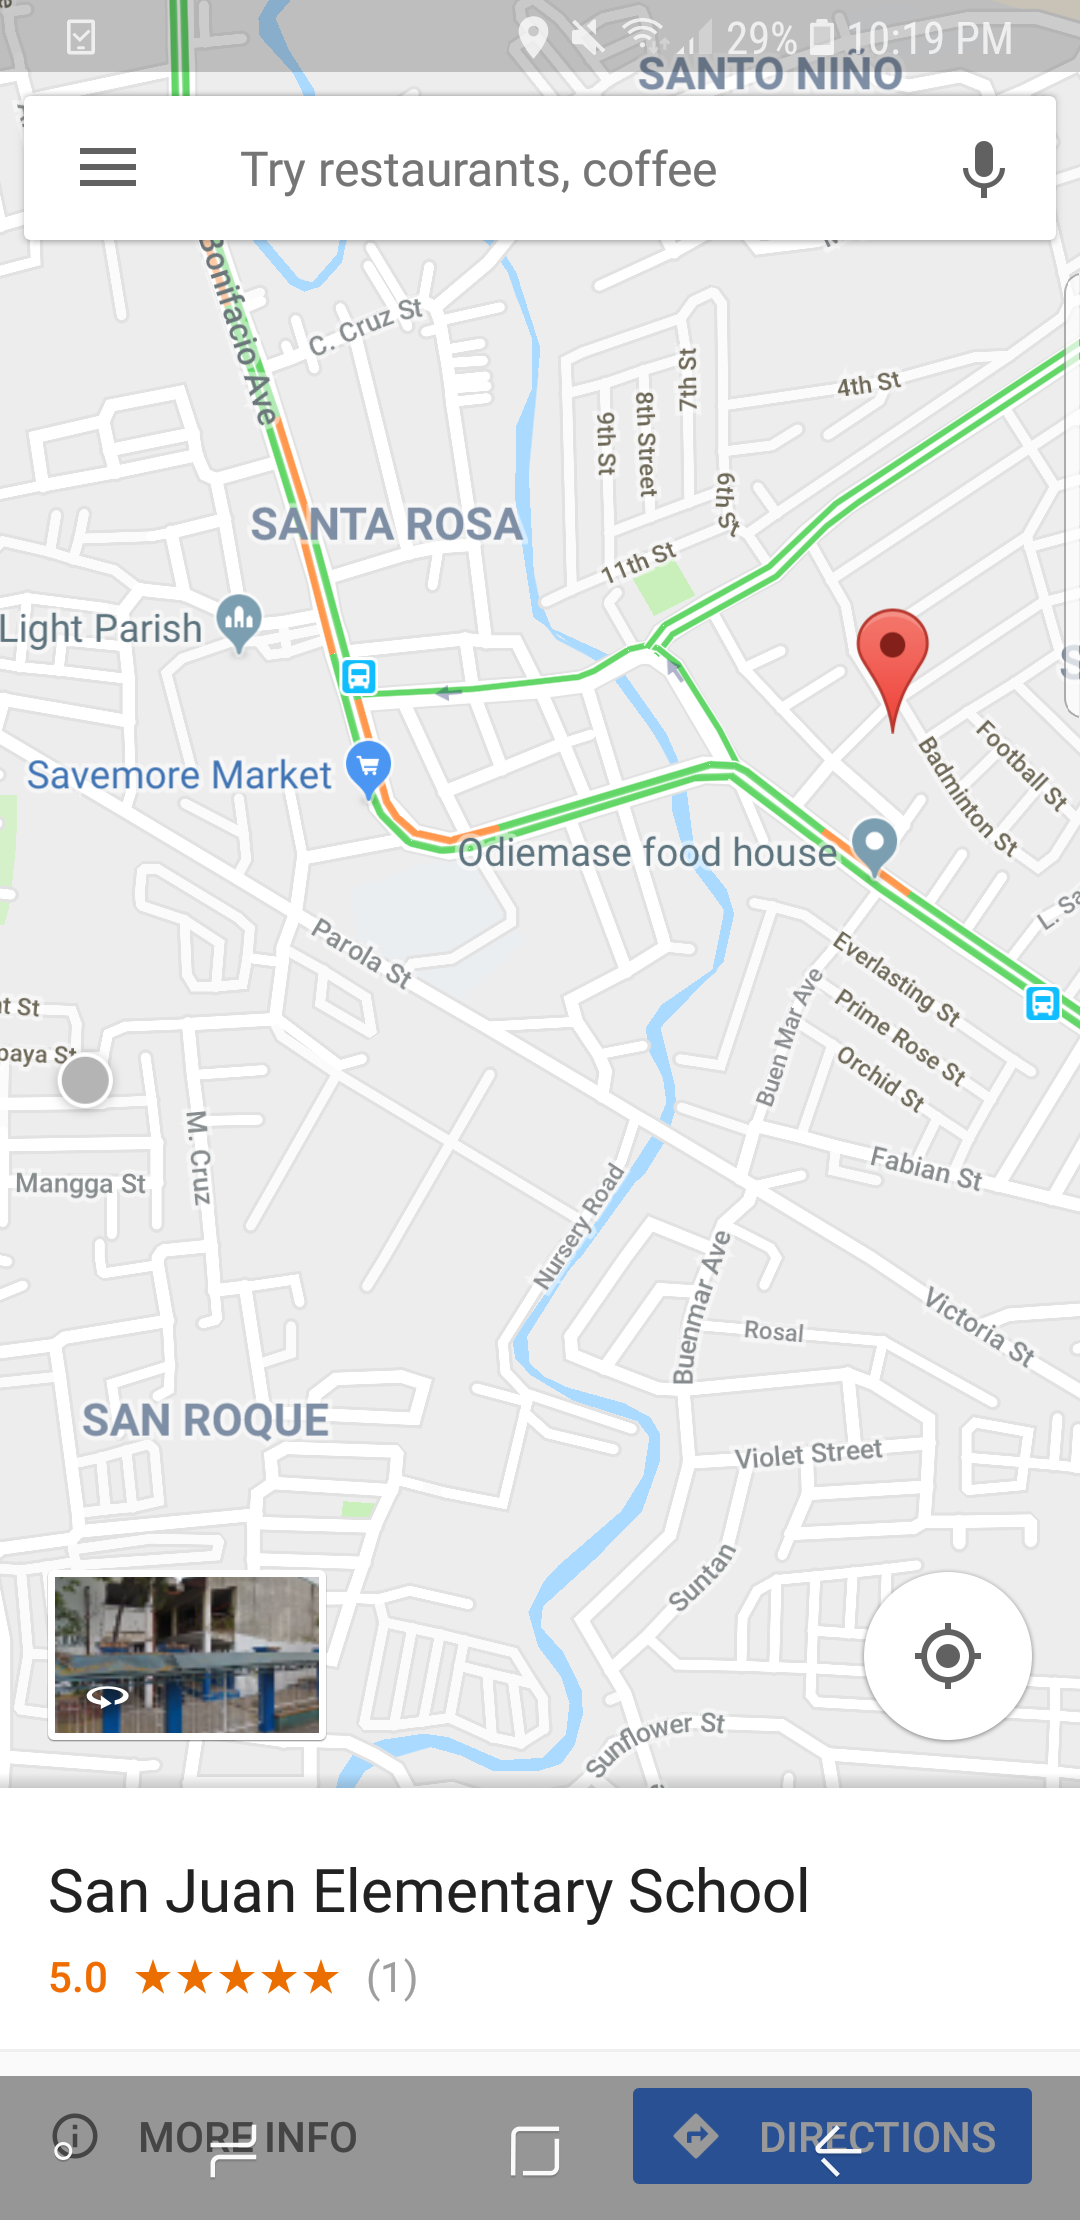 29% 10:19 PM
SANTO NIÑO
Try restaurants, coffee
Bonifacio Ave
C. Cruz St
7th St
4th St
8th Street
9th St
6th St
SANTA ROSA
11th St
Light Parish
Savemore Market
Football St
Badminton St
Odiemase food house
L. Sa
Parola St
Everlasting St
Prime Rose St
Buen Mar Ave
Orchid St
nt St
paya St
M. Cruz
Mangga St
Fabian St
Nursery Road
Buenmar Ave
Victoria St
Rosal
SAN ROQUE
Violet Street
Suntan
Sunflower St
San Juan Elementary School
5.0 ★★★★★ (1)
MORE INFO
DIRECTIONS